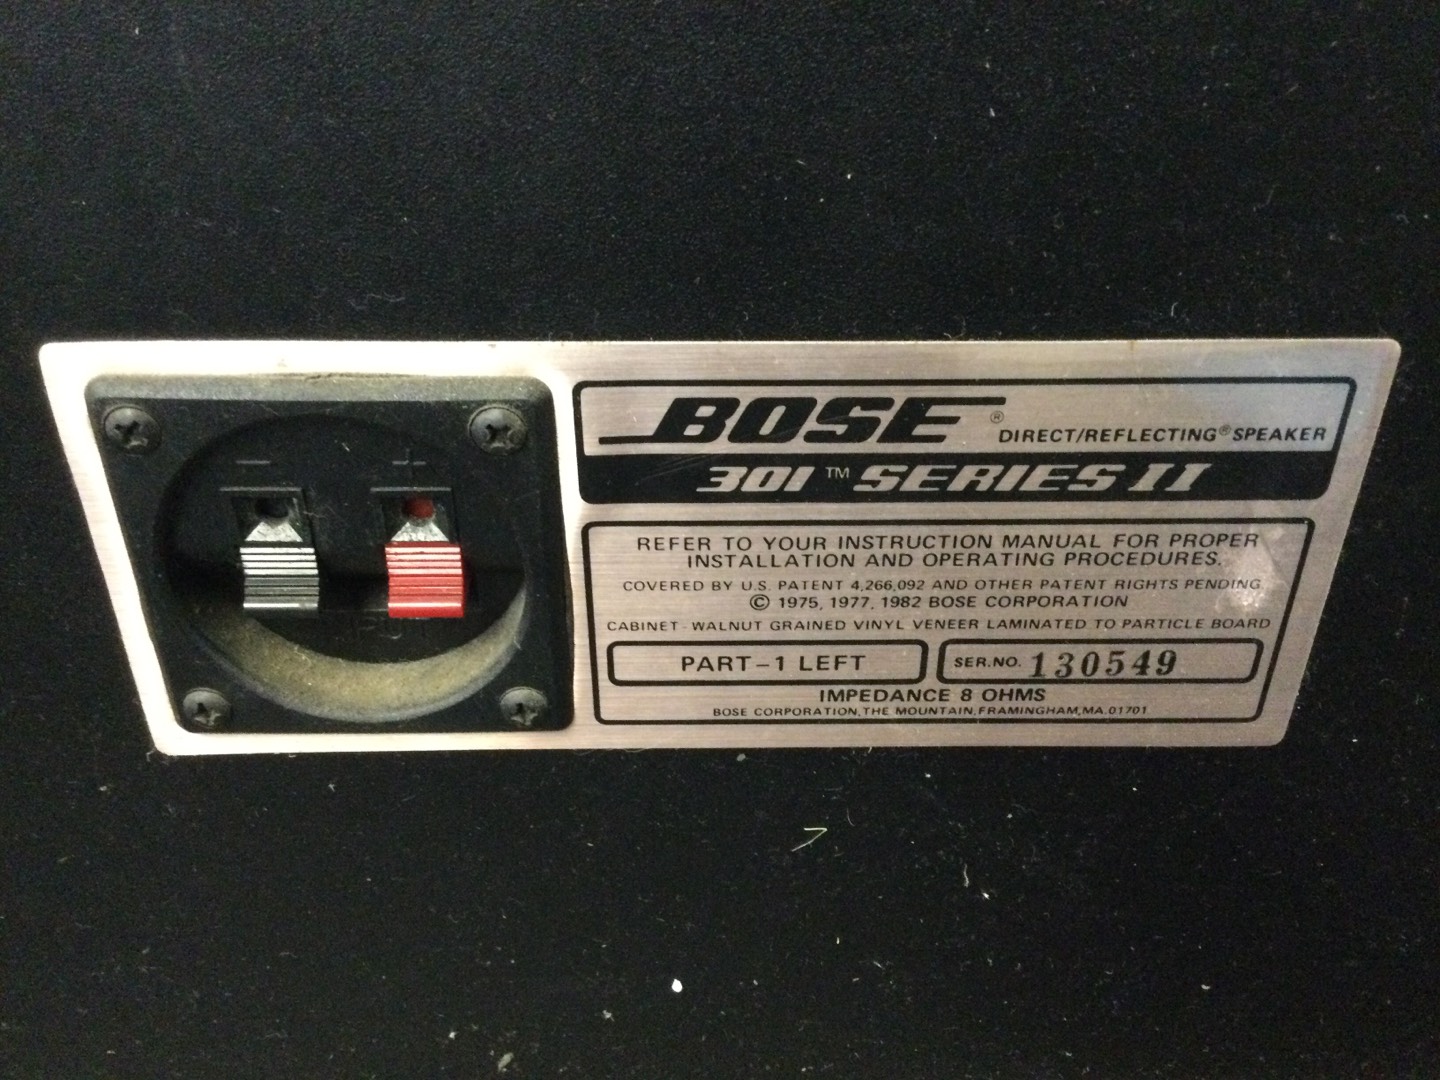 − +
BOSE®
DIRECT/REFLECTING® SPEAKER
301™ SERIES II
REFER TO YOUR INSTRUCTION MANUAL FOR PROPER
INSTALLATION AND OPERATING PROCEDURES.
COVERED BY U.S. PATENT 4,266,092 AND OTHER PATENT RIGHTS PENDING.
© 1975, 1977, 1982 BOSE CORPORATION
CABINET - WALNUT GRAINED VINYL VENEER LAMINATED TO PARTICLE BOARD
PART-1 LEFT
SER.NO. 130549
IMPEDANCE 8 OHMS
BOSE CORPORATION, THE MOUNTAIN, FRAMINGHAM, MA. 01701